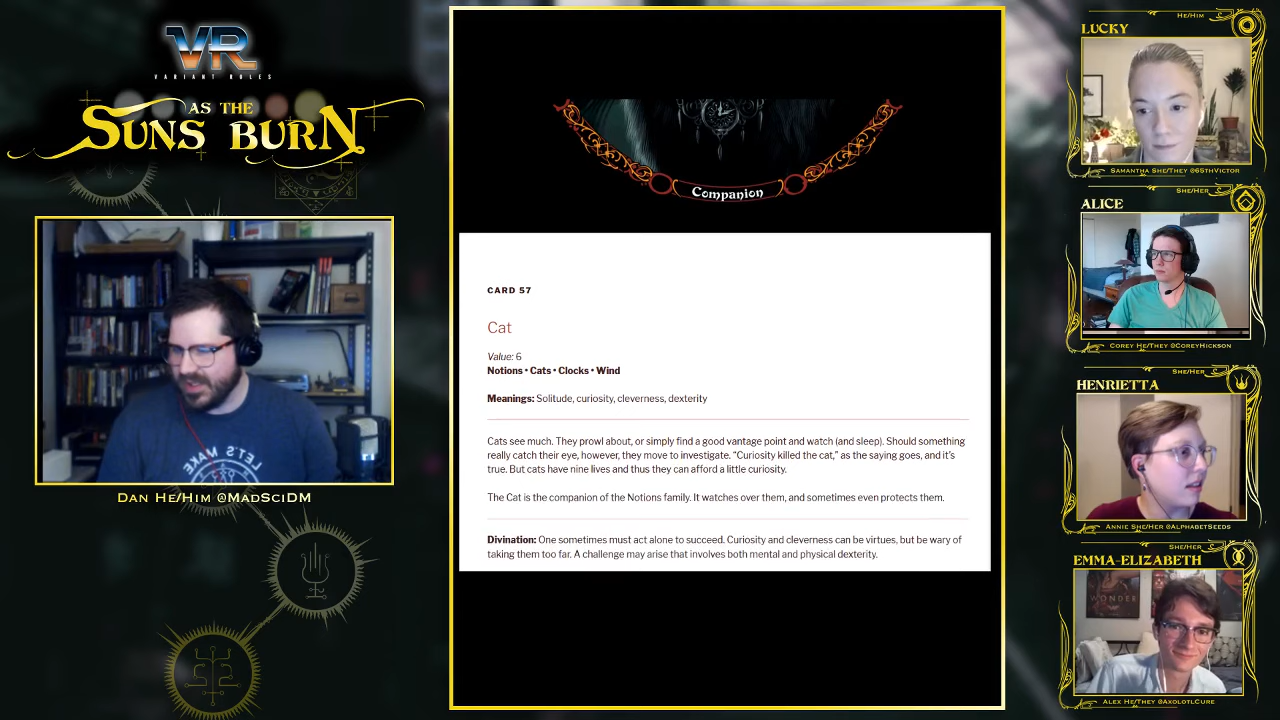 VR
VARIANT RULES
AS THE
SUNS BURN
LET'S MAKE
Dan He/Him @MadSciDM
Companion
CARD 57
Cat
Value: 6
Notions • Cats • Clocks • Wind
Meanings: Solitude, curiosity, cleverness, dexterity
Cats see much. They prowl about, or simply find a good vantage point and watch (and sleep). Should something
really catch their eye, however, they move to investigate. “Curiosity killed the cat,” as the saying goes, and it's
true. But cats have nine lives and thus they can afford a little curiosity.
The Cat is the companion of the Notions family. It watches over them, and sometimes even protects them.
Divination: One sometimes must act alone to succeed. Curiosity and cleverness can be virtues, but be wary of
taking them too far. A challenge may arise that involves both mental and physical dexterity.
He/Him
LUCKY
Samantha She/They @65thVictor
She/Her
ALICE
Corey He/They @CoreyHickson
She/Her
HENRIETTA
Annie She/Her @AlphabetSeeds
She/Her
EMMA-ELIZABETH
WONDER
Alex He/They @AxolotlCure